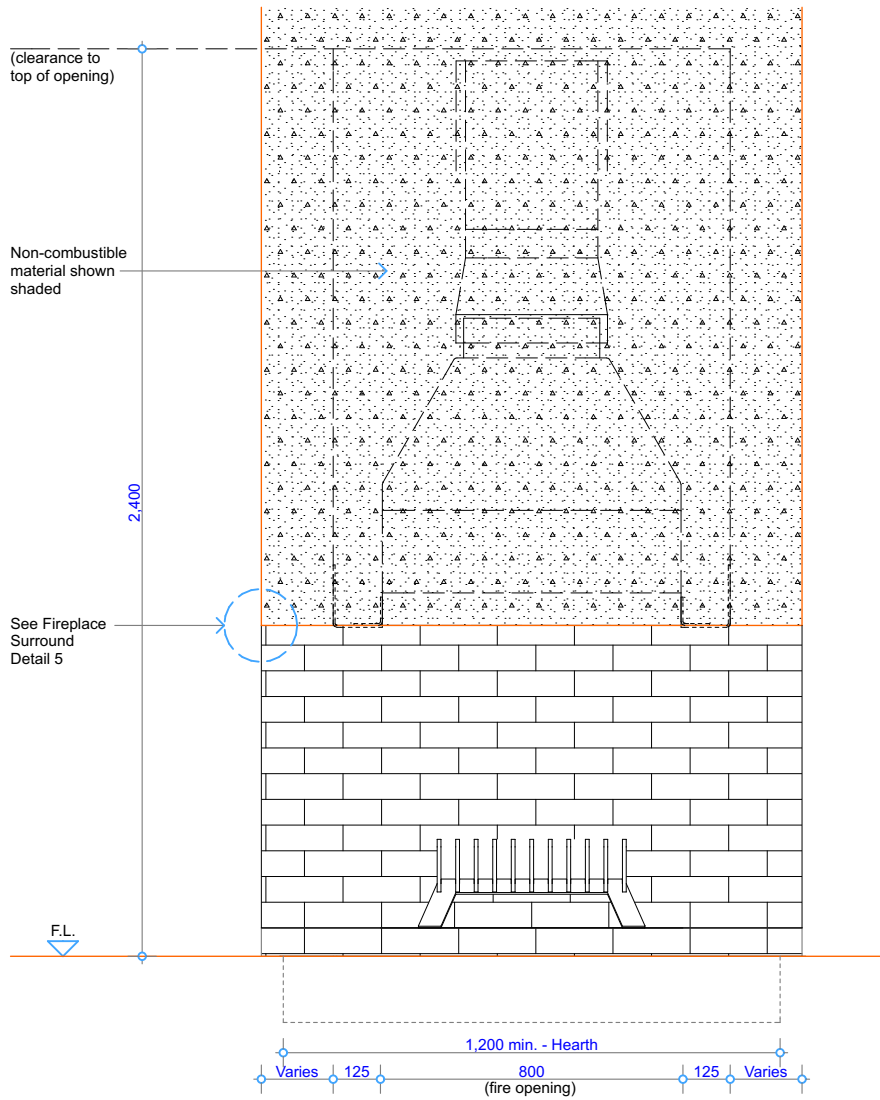 (clearance to
top of opening)
Non-combustible
material shown
shaded
2,400
See Fireplace
Surround
Detail 5
F.L.
1,200 min. - Hearth
Varies 125 800 125 Varies
(fire opening)